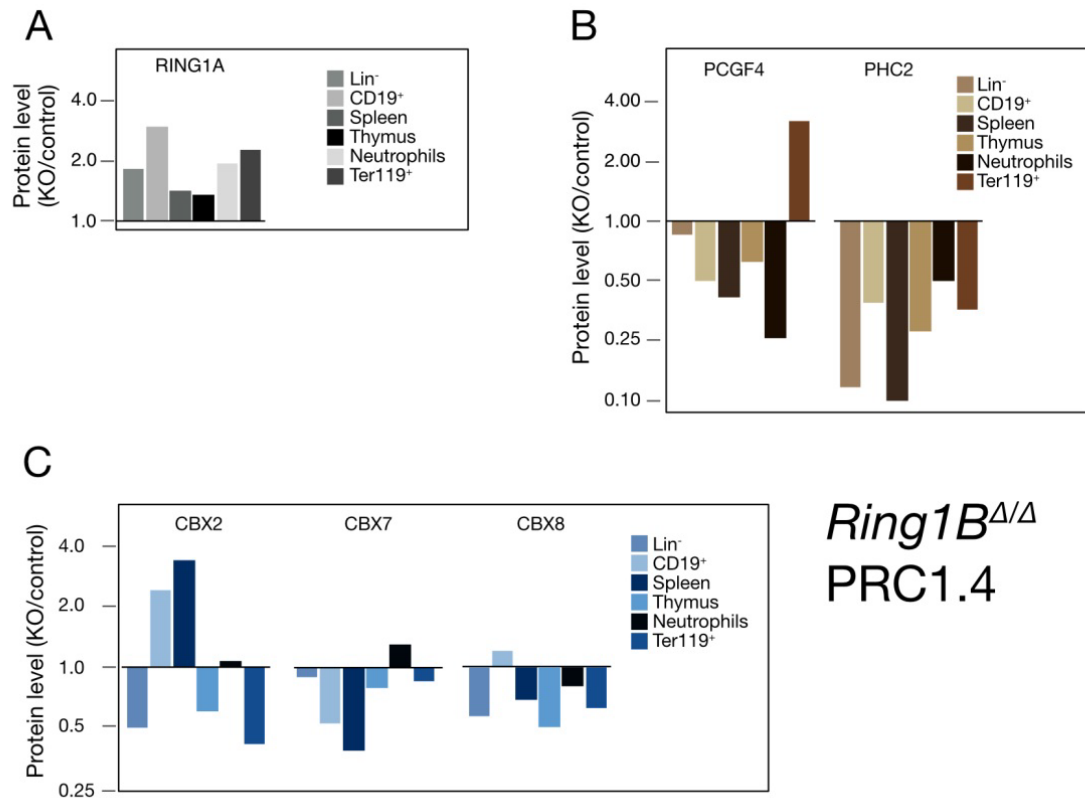 A
RING1A
Protein level
(KO/control)
4.0
2.0
1.0
Lin⁻
CD19⁺
Spleen
Thymus
Neutrophils
Ter119⁺
B
PCGF4
PHC2
Protein level (KO/control)
4.00
2.00
1.00
0.50
0.25
0.10
Lin⁻
CD19⁺
Spleen
Thymus
Neutrophils
Ter119⁺
C
CBX2
CBX7
CBX8
Protein level (KO/control)
4.0
2.0
1.0
0.5
0.25
Lin⁻
CD19⁺
Spleen
Thymus
Neutrophils
Ter119⁺
Ring1B^Δ/Δ
PRC1.4